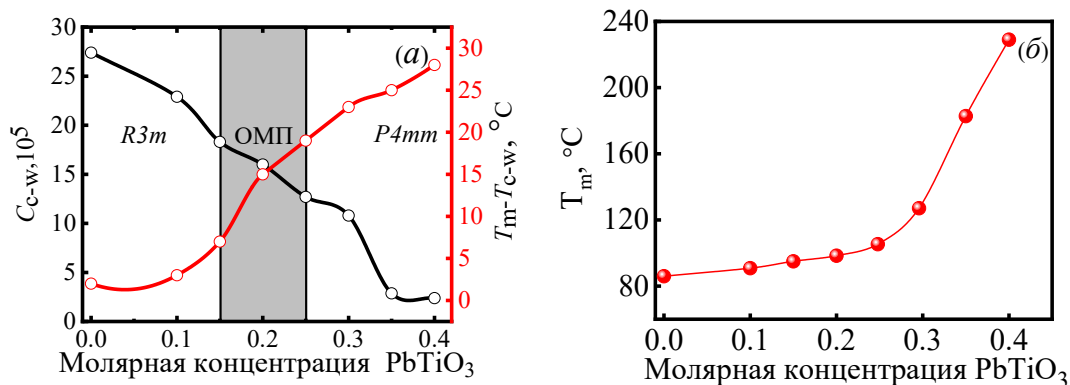 (а)
C_c-w, 10^5
30
25
20
15
10
5
0
R3m
ОМП
P4mm
30
25
20
15
10
5
0
T_m-T_c-w, °C
0.0 0.1 0.2 0.3 0.4
Молярная концентрация PbTiO₃
(б)
T_m, °C
240
200
160
120
80
0.0 0.1 0.2 0.3 0.4
Молярная концентрация PbTiO₃